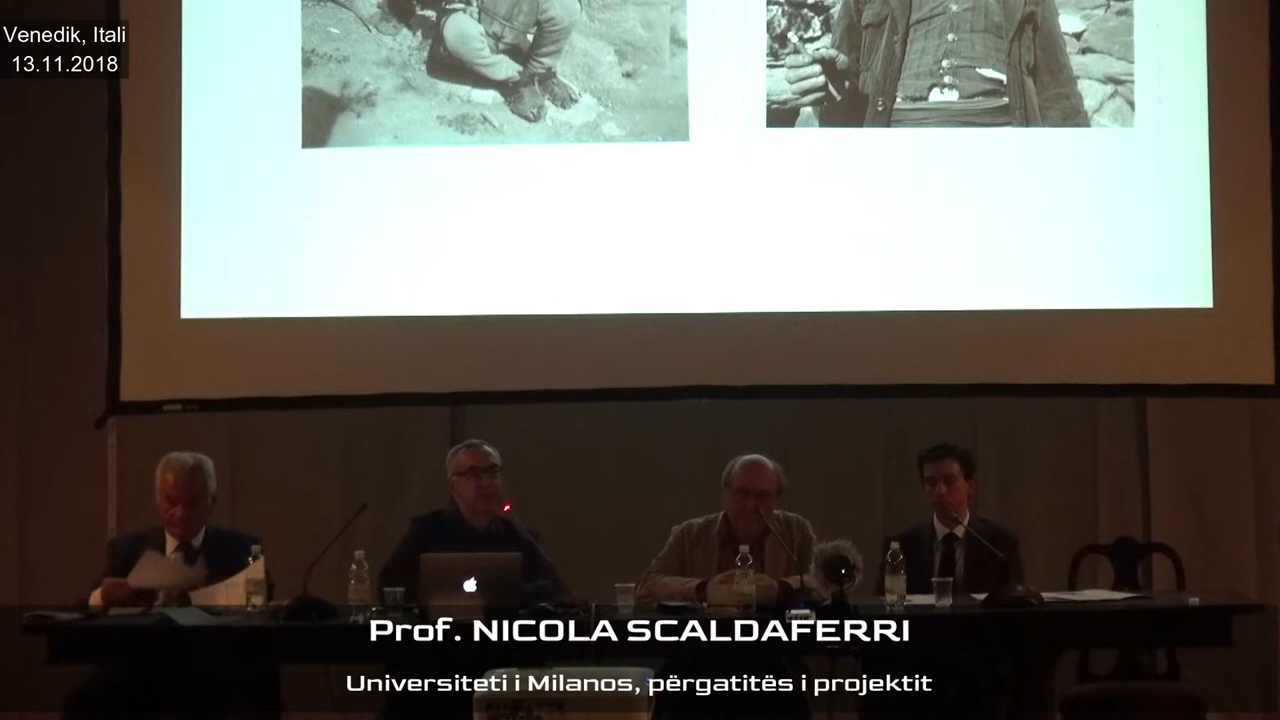 Venedik, Itali
13.11.2018
Prof. NICOLA SCALDAFERRI
Universiteti i Milanos, përgatitës i projektit